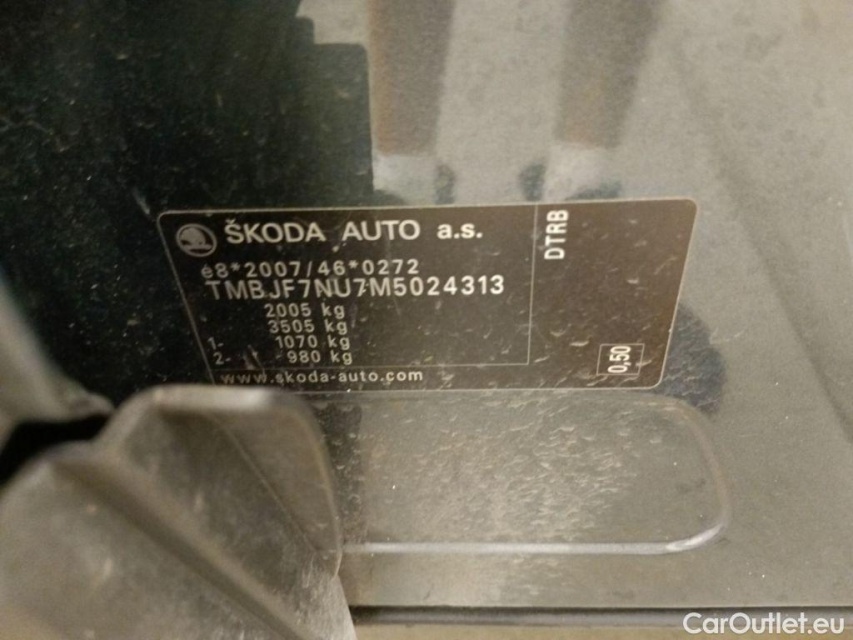 ŠKODA AUTO a.s.
e8*2007/46*0272
TMBJF7NU7M5024313
2005 kg
3505 kg
1- 1070 kg
2- 980 kg
www.skoda-auto.com
DTRB
0,50
CarOutlet.eu